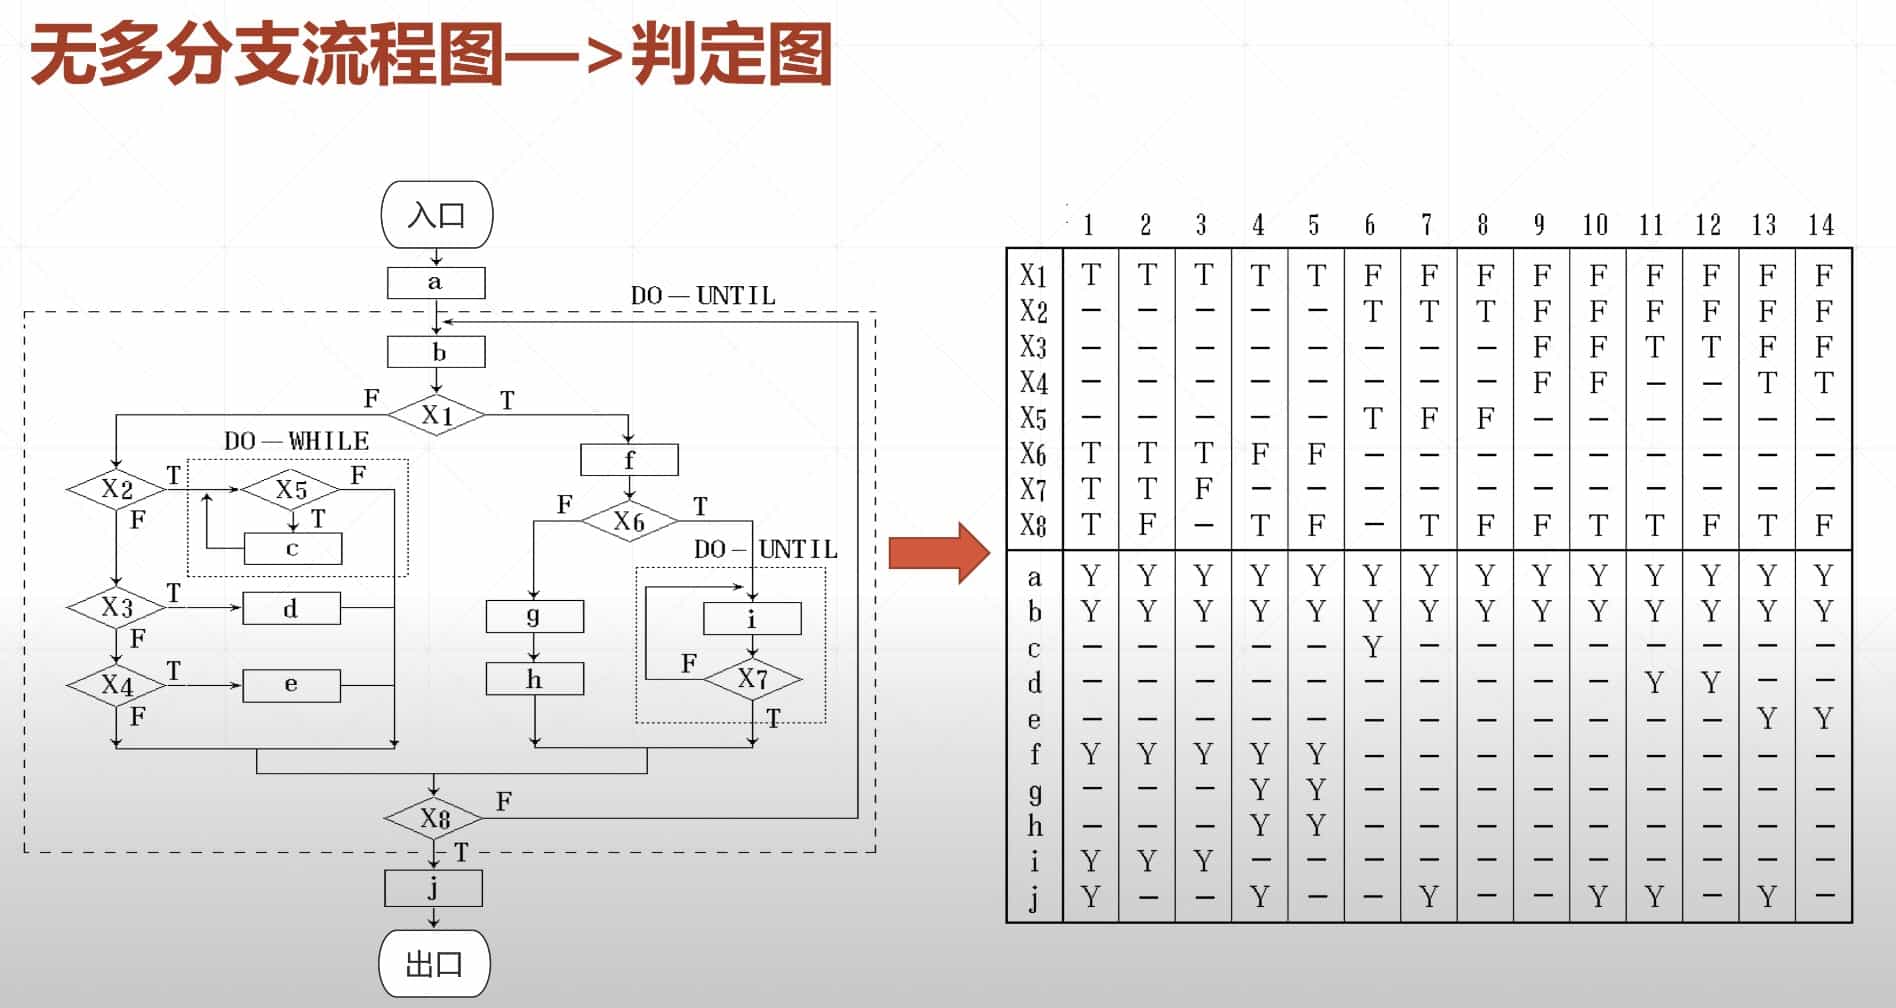 无多分支流程图—>判定图
入口
a
DO—UNTIL
b
F X1 T
DO—WHILE
f
X2 T X5 F
F T
c
F X6 T
DO—UNTIL
X3 T d
F
g
i
X4 T e
F
h
F X7
T
X8 F
T
j
出口
1 2 3 4 5 6 7 8 9 10 11 12 13 14
X1 T T T T T F F F F F F F F F
X2 — — — — — T T T F F F F F F
X3 — — — — — — — — F F T T F F
X4 — — — — — — — — F F — — T T
X5 — — — — — T F F — — — — — —
X6 T T T F F — — — — — — — — —
X7 T T F — — — — — — — — — — —
X8 T F — T F — T F F T T F T F
a Y Y Y Y Y Y Y Y Y Y Y Y Y Y
b Y Y Y Y Y Y Y Y Y Y Y Y Y Y
c — — — — — Y — — — — — — — —
d — — — — — — — — — — Y Y — —
e — — — — — — — — — — — — Y Y
f Y Y Y Y Y — — — — — — — — —
g — — — Y Y — — — — — — — — —
h — — — Y Y — — — — — — — — —
i Y Y Y — — — — — — — — — — —
j Y — — Y — — Y — — Y Y — Y —